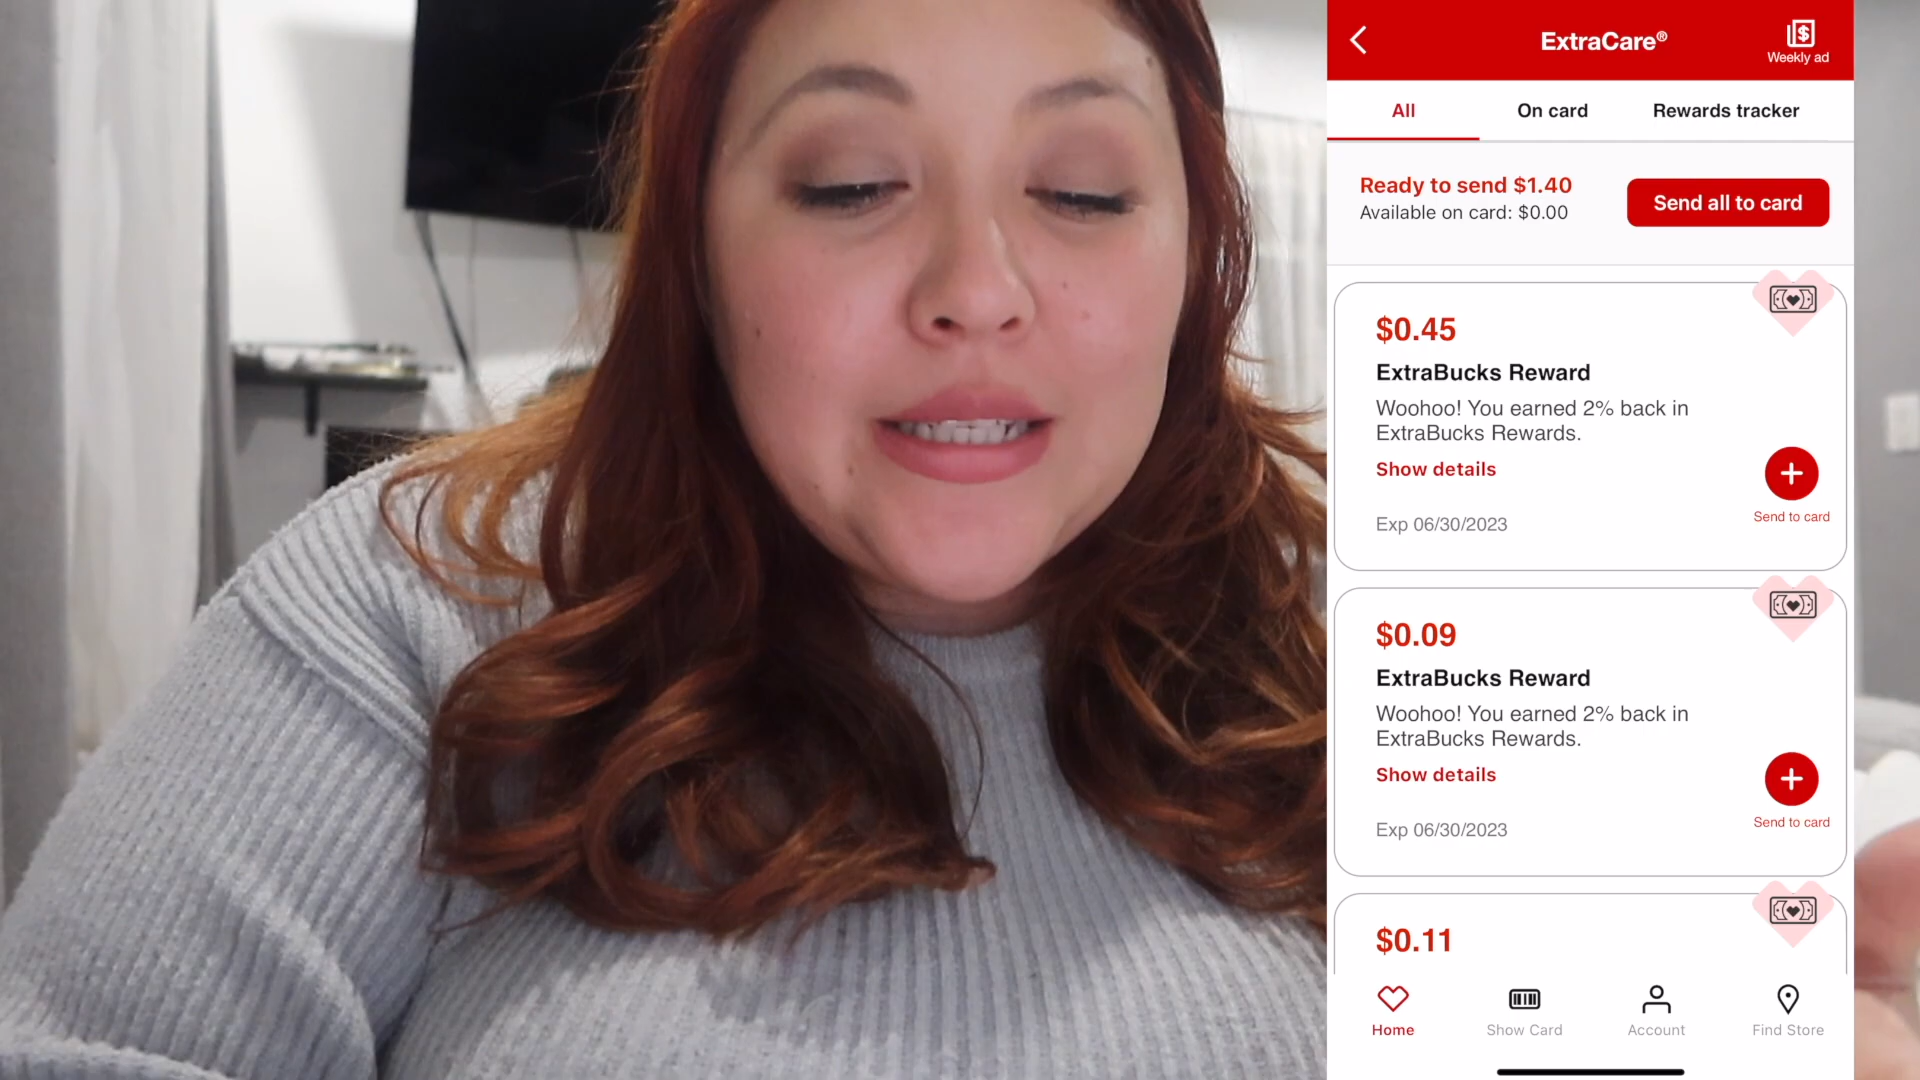 ExtraCare®
Weekly ad
All
On card
Rewards tracker
Ready to send $1.40
Available on card: $0.00
Send all to card
$0.45
ExtraBucks Reward
Woohoo! You earned 2% back in
ExtraBucks Rewards.
Show details
Exp 06/30/2023
Send to card
$0.09
ExtraBucks Reward
Woohoo! You earned 2% back in
ExtraBucks Rewards.
Show details
Exp 06/30/2023
Send to card
$0.11
Home
Show Card
Account
Find Store